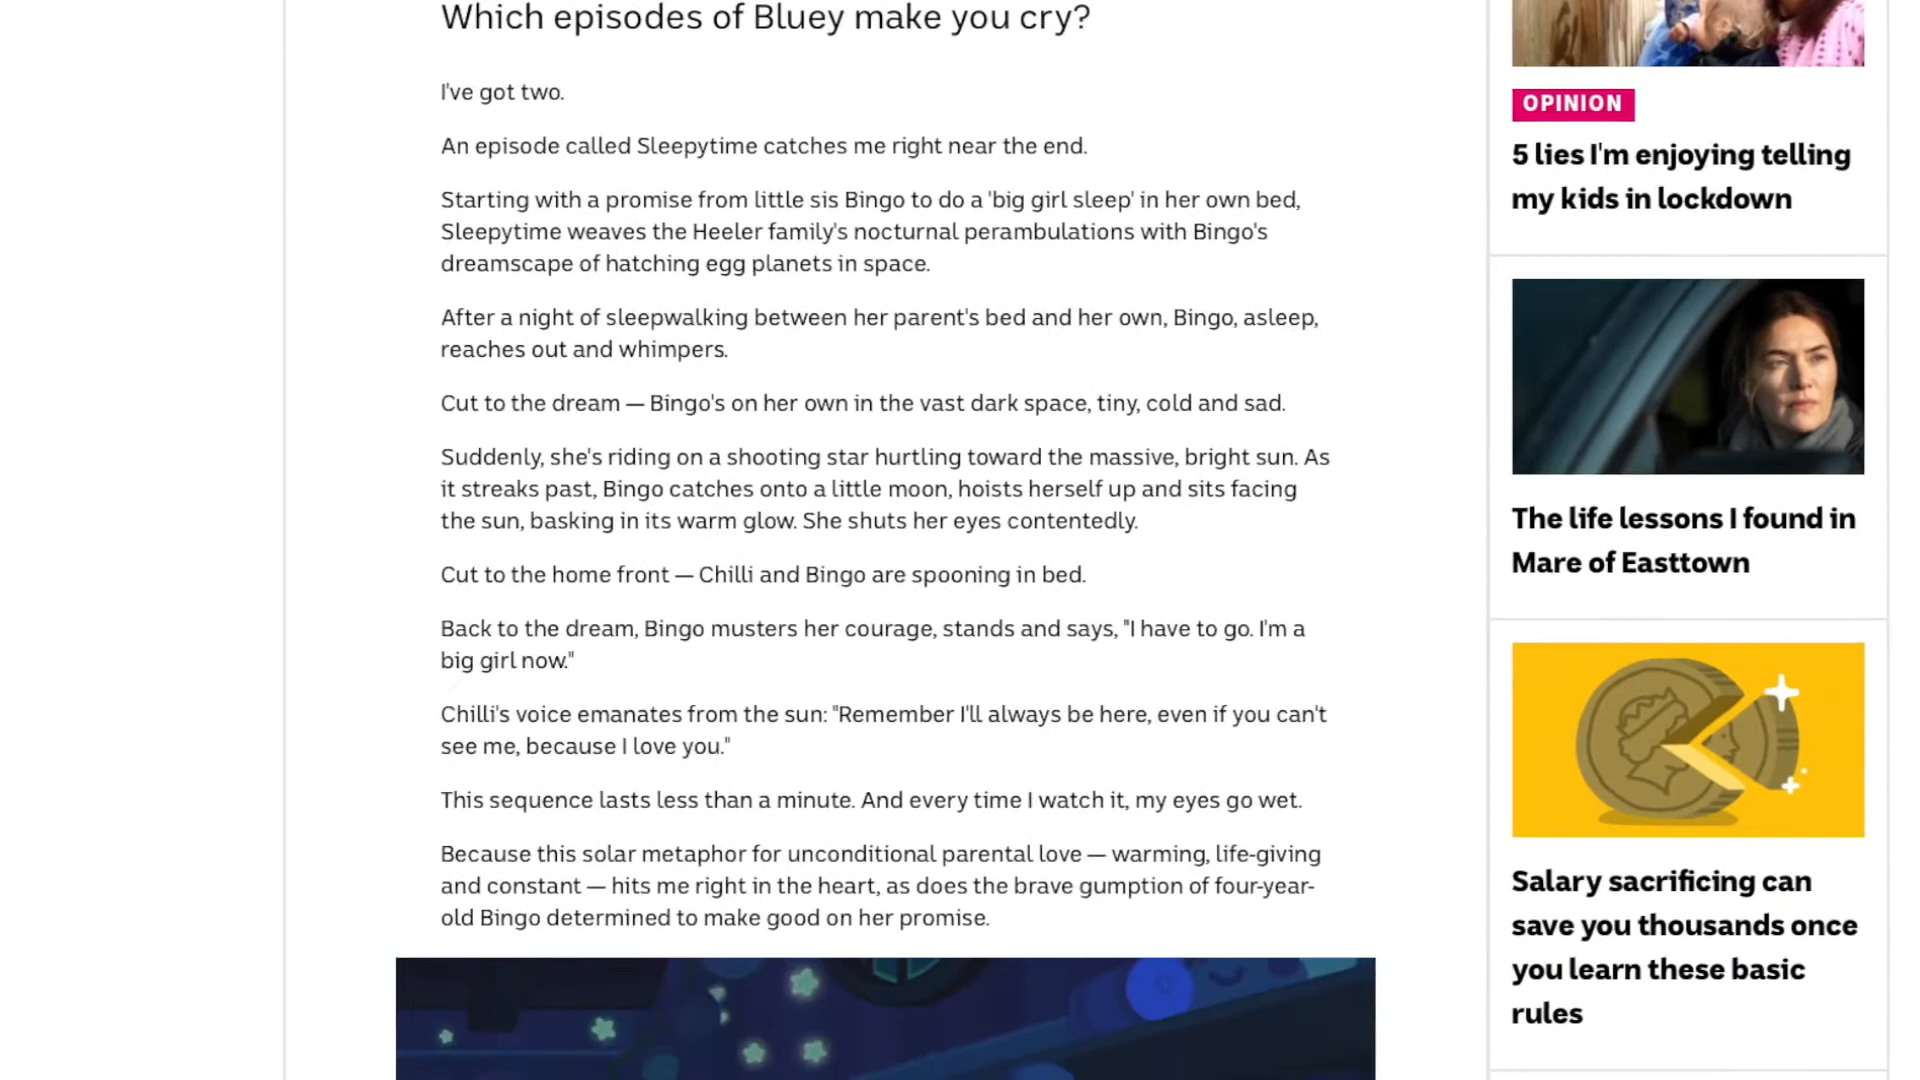 Which episodes of Bluey make you cry?
I've got two.
An episode called Sleepytime catches me right near the end.
Starting with a promise from little sis Bingo to do a 'big girl sleep' in her own bed,
Sleepytime weaves the Heeler family's nocturnal perambulations with Bingo's
dreamscape of hatching egg planets in space.
After a night of sleepwalking between her parent's bed and her own, Bingo, asleep,
reaches out and whimpers.
Cut to the dream — Bingo's on her own in the vast dark space, tiny, cold and sad.
Suddenly, she's riding on a shooting star hurtling toward the massive, bright sun. As
it streaks past, Bingo catches onto a little moon, hoists herself up and sits facing
the sun, basking in its warm glow. She shuts her eyes contentedly.
Cut to the home front — Chilli and Bingo are spooning in bed.
Back to the dream, Bingo musters her courage, stands and says, "I have to go. I'm a
big girl now."
Chilli's voice emanates from the sun: "Remember I'll always be here, even if you can't
see me, because I love you."
This sequence lasts less than a minute. And every time I watch it, my eyes go wet.
Because this solar metaphor for unconditional parental love — warming, life-giving
and constant — hits me right in the heart, as does the brave gumption of four-year-
old Bingo determined to make good on her promise.
OPINION
5 lies I'm enjoying telling
my kids in lockdown
The life lessons I found in
Mare of Easttown
Salary sacrificing can
save you thousands once
you learn these basic
rules